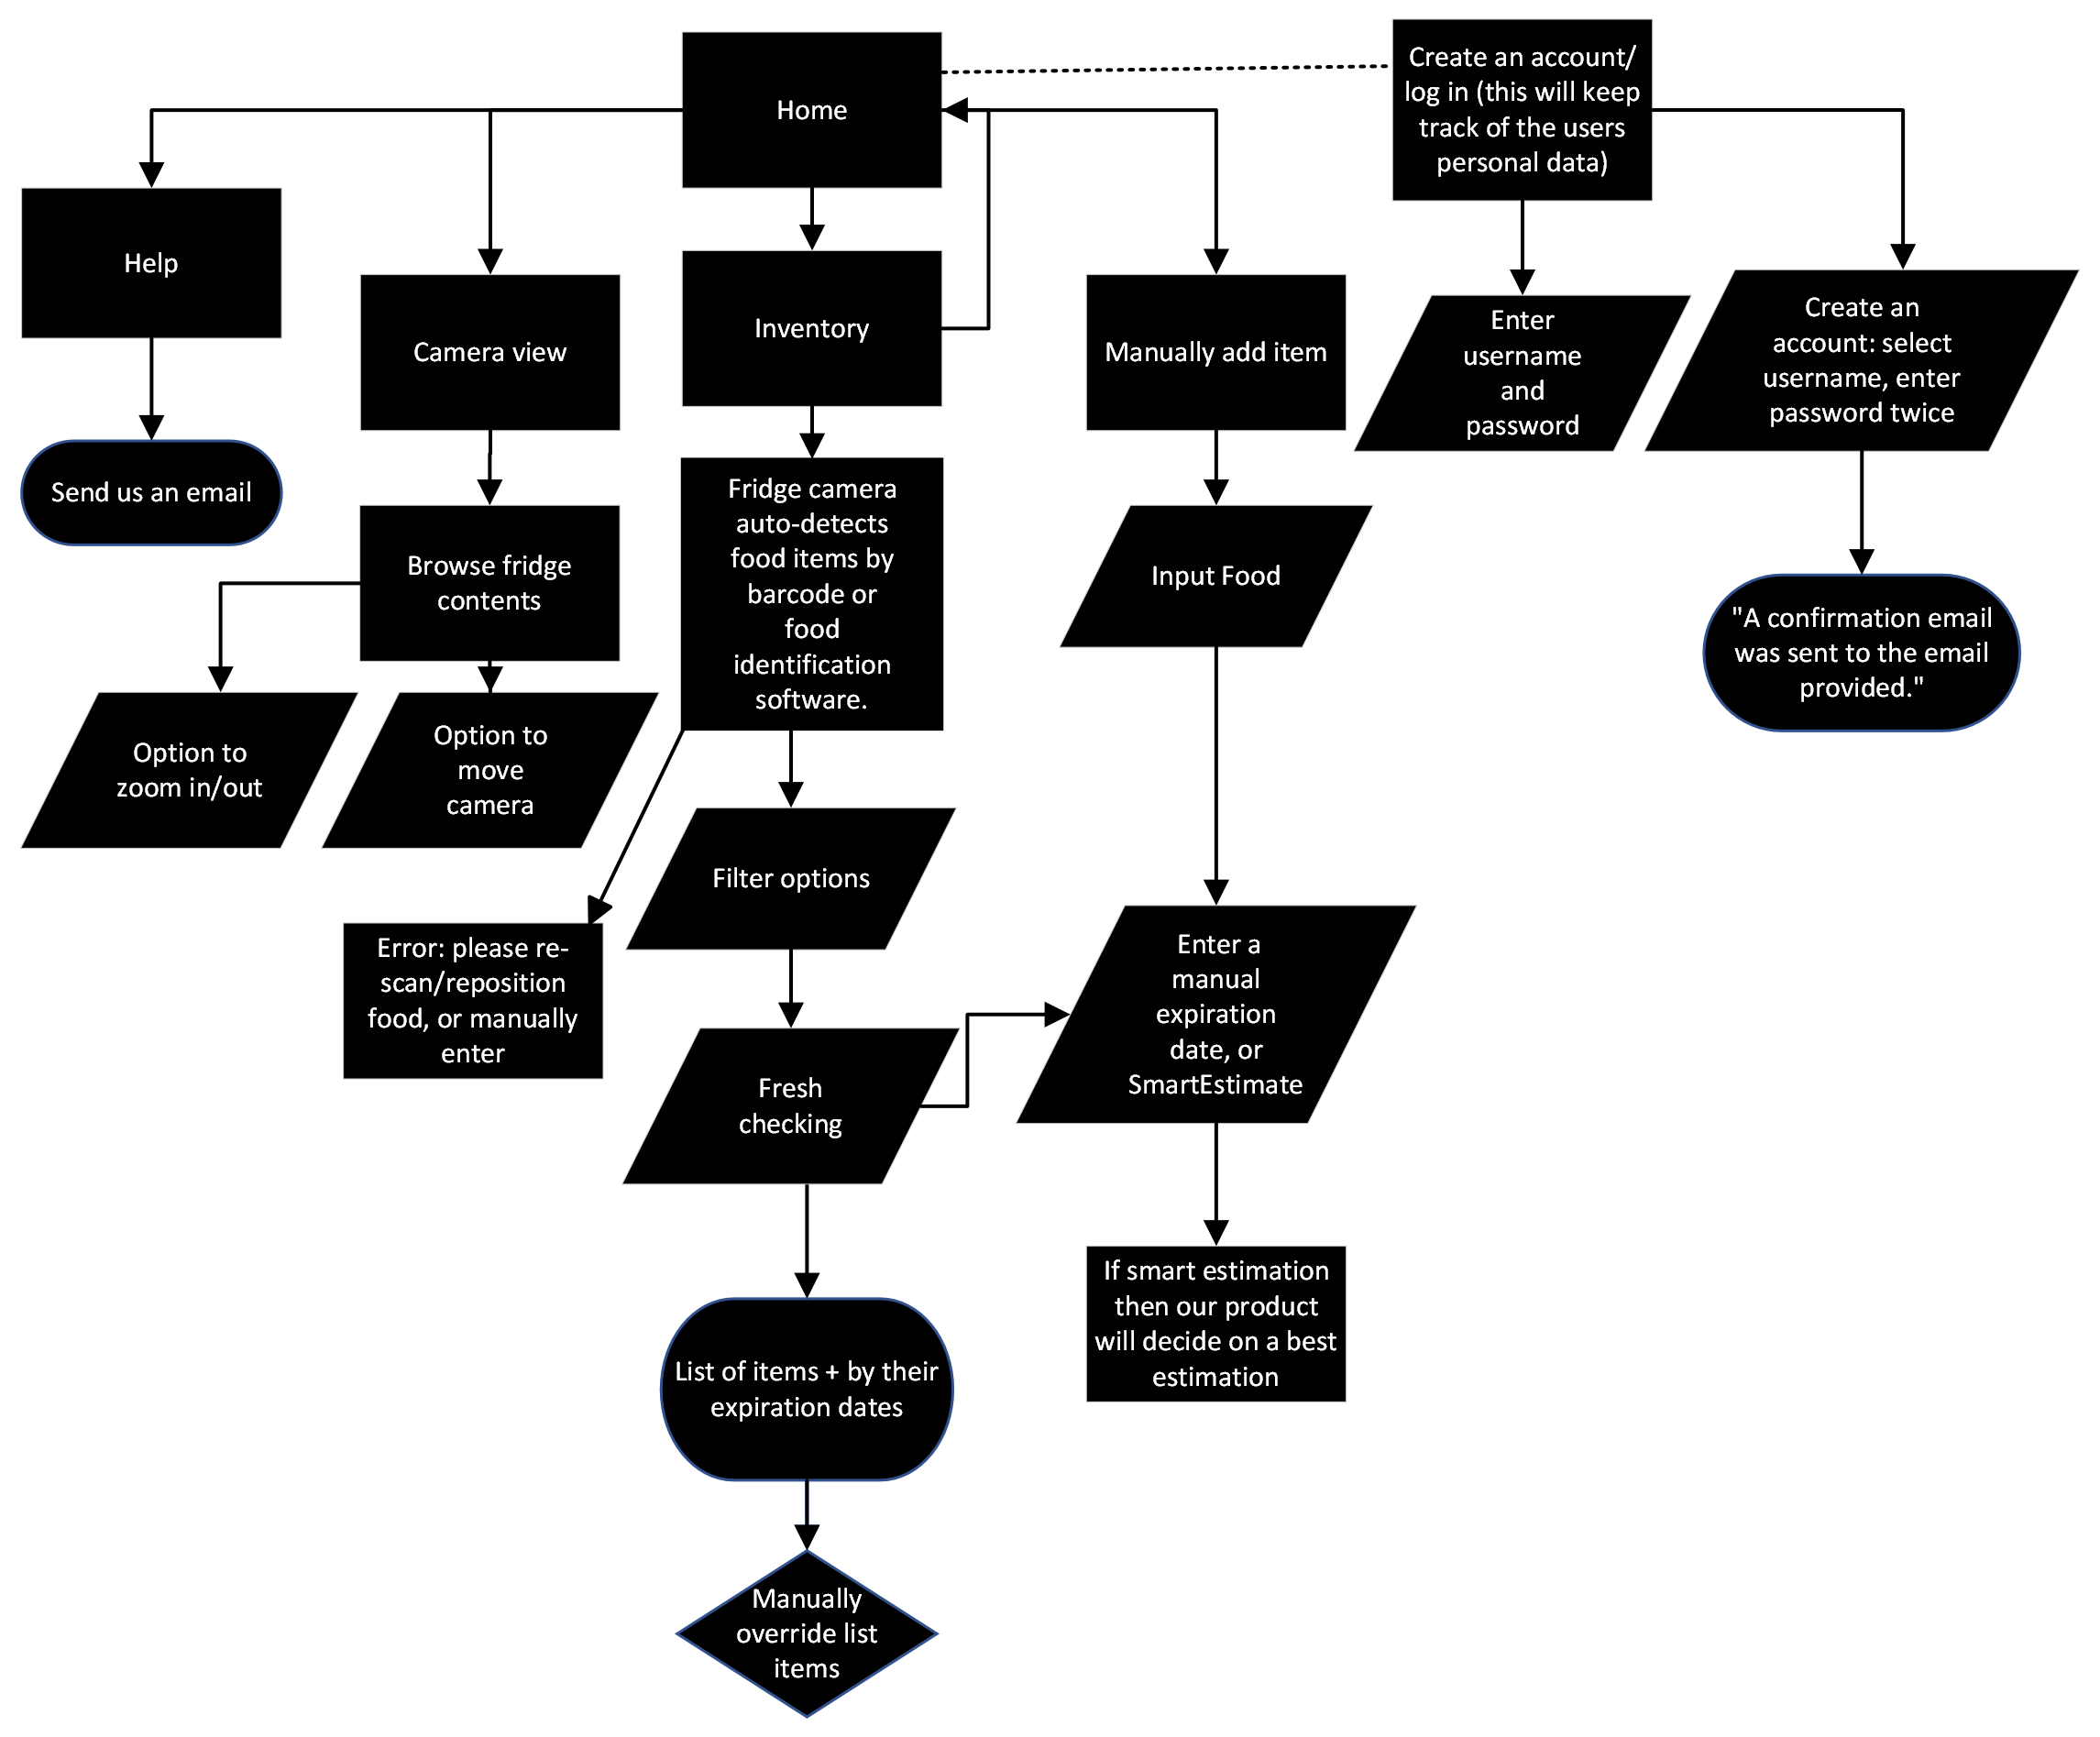 Home
Create an account/
log in (this will keep
track of the users
personal data)
Help
Camera view
Inventory
Manually add item
Enter
username
and
password
Create an
account: select
username, enter
password twice
Send us an email
Browse fridge
contents
Fridge camera
auto-detects
food items by
barcode or
food
identification
software.
Input Food
"A confirmation email
was sent to the email
provided."
Option to
zoom in/out
Option to
move
camera
Filter options
Error: please re-
scan/reposition
food, or manually
enter
Enter a
manual
expiration
date, or
SmartEstimate
Fresh
checking
If smart estimation
then our product
will decide on a best
estimation
List of items + by their
expiration dates
Manually
override list
items